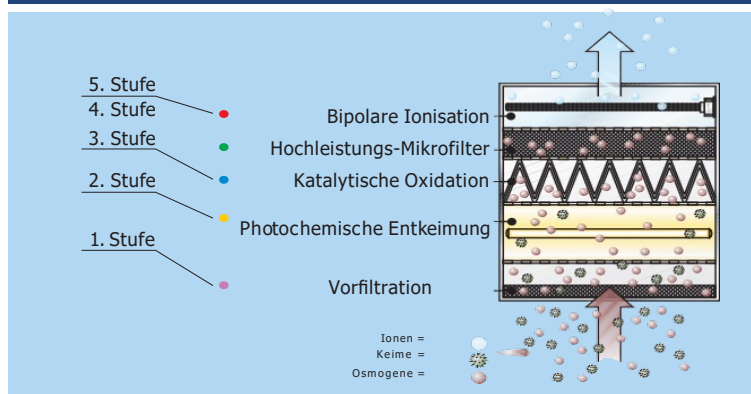 5. Stufe
4. Stufe
3. Stufe
2. Stufe
1. Stufe
Bipolare Ionisation
Hochleistungs-Mikrofilter
Katalytische Oxidation
Photochemische Entkeimung
Vorfiltration
Ionen =
Keime =
Osmogene =